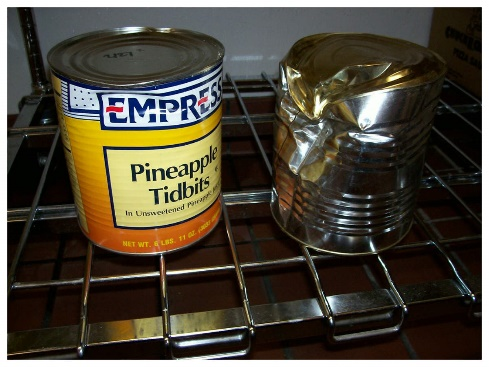 EMPRESS
Pineapple
Tidbits
In Unsweetened Pineapple
NET WT. 6 LBS. 11 OZ.